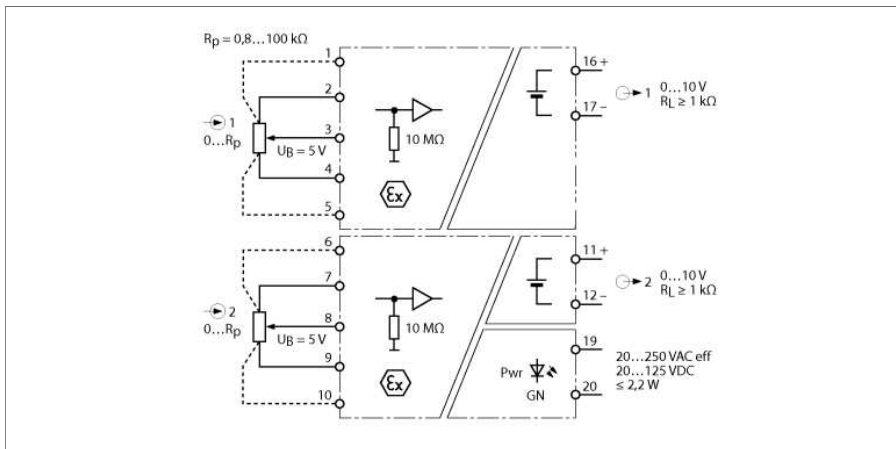 Rp = 0,8...100 kΩ
1
2
3
4
5
1
0...Rp
UB = 5 V
10 MΩ
Ex
16 +
17 –
1
0...10 V
RL ≥ 1 kΩ
6
7
8
9
10
2
0...Rp
UB = 5 V
10 MΩ
Ex
11 +
12 –
2
0...10 V
RL ≥ 1 kΩ
19
20
Pwr
GN
20...250 VAC eff
20...125 VDC
≤ 2,2 W